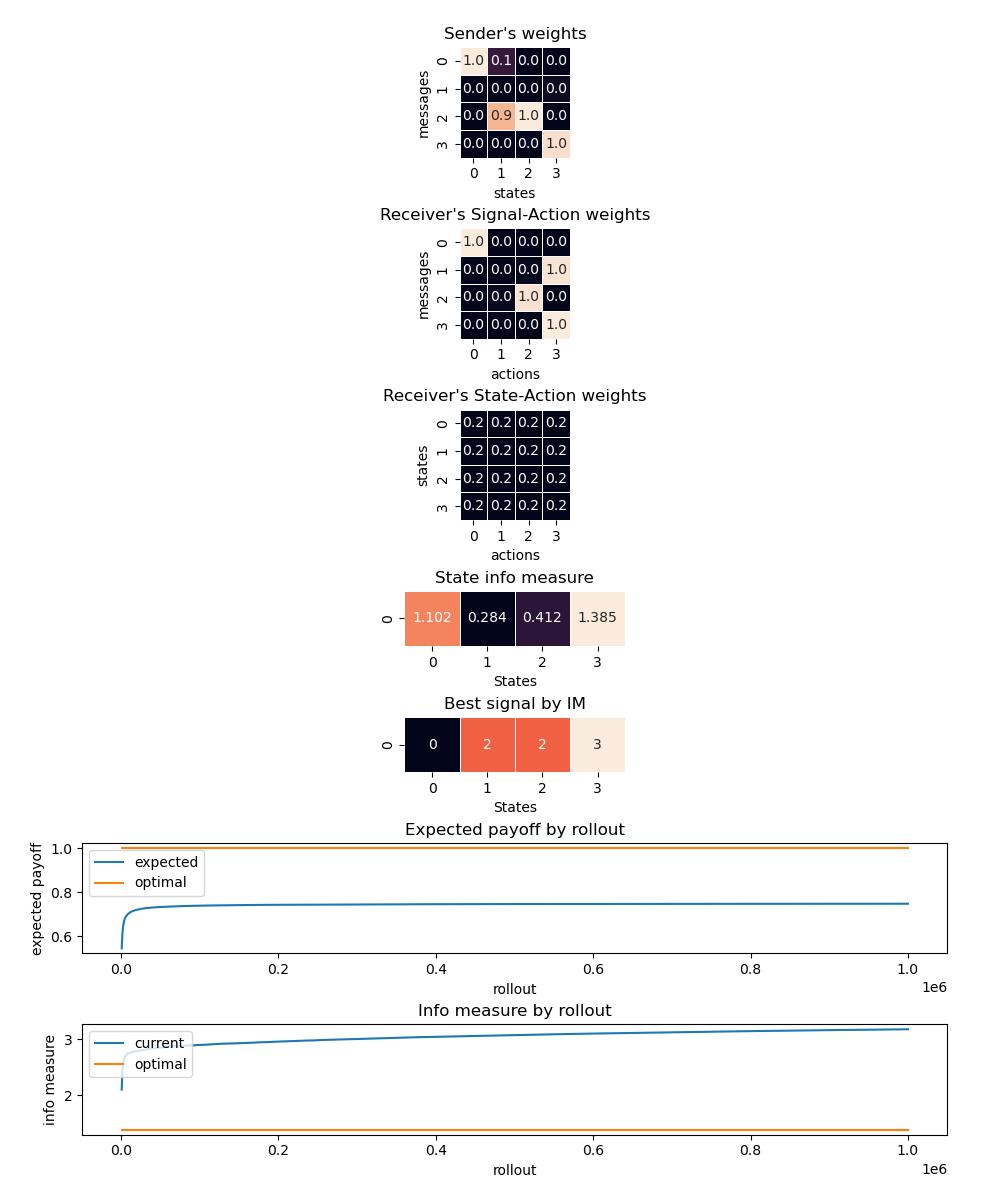 Sender's weights
0 1.0 0.1 0.0 0.0
1 0.0 0.0 0.0 0.0
2 0.0 0.9 1.0 0.0
3 0.0 0.0 0.0 1.0
messages
0 1 2 3
states
Receiver's Signal-Action weights
0 1.0 0.0 0.0 0.0
1 0.0 0.0 0.0 1.0
2 0.0 0.0 1.0 0.0
3 0.0 0.0 0.0 1.0
messages
0 1 2 3
actions
Receiver's State-Action weights
0 0.2 0.2 0.2 0.2
1 0.2 0.2 0.2 0.2
2 0.2 0.2 0.2 0.2
3 0.2 0.2 0.2 0.2
states
0 1 2 3
actions
State info measure
0 1.102 0.284 0.412 1.385
0 1 2 3
States
Best signal by IM
0 0 2 2 3
0 1 2 3
States
Expected payoff by rollout
expected payoff
1.0
0.8
0.6
expected
optimal
0.0 0.2 0.4 0.6 0.8 1.0
1e6
rollout
Info measure by rollout
info measure
3
2
current
optimal
0.0 0.2 0.4 0.6 0.8 1.0
1e6
rollout